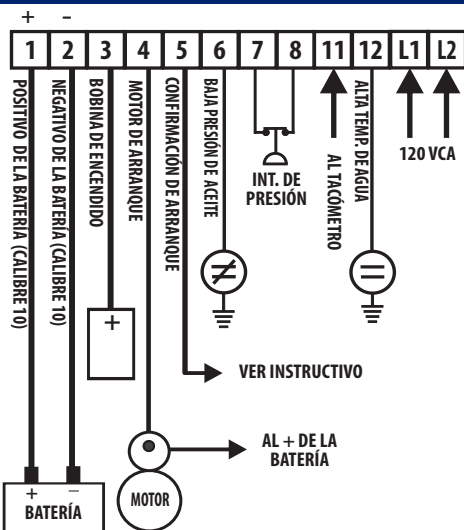 + −
1 2 3 4 5 6 7 8 11 12 L1 L2
POSITIVO DE LA BATERÍA (CALIBRE 10)
NEGATIVO DE LA BATERÍA (CALIBRE 10)
BOBINA DE ENCENDIDO
MOTOR DE ARRANQUE
CONFIRMACIÓN DE ARRANQUE
BAJA PRESIÓN DE ACEITE
INT. DE
PRESIÓN
AL TACÓMETRO
ALTA TEMP. DE AGUA
120 VCA
+
VER INSTRUCTIVO
AL + DE LA
BATERÍA
MOTOR
+ −
BATERÍA